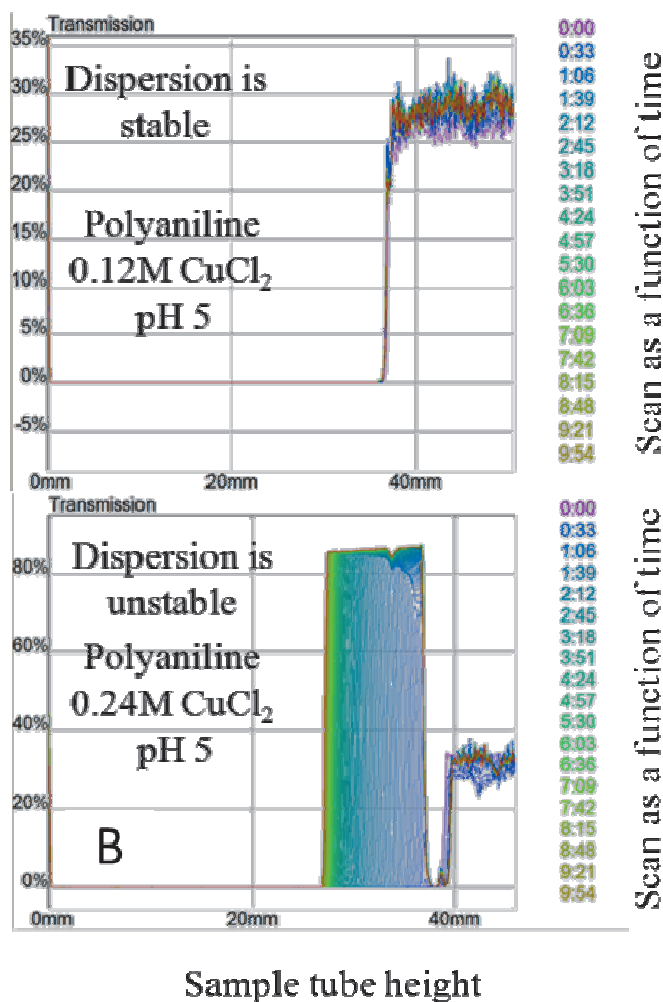 Transmission
35%
30%
25%
20%
15%
10%
5%
0%
-5%
0mm 20mm 40mm
Dispersion is
stable
Polyaniline
0.12M CuCl₂
pH 5
0:00
0:33
1:06
1:39
2:12
2:45
3:18
3:51
4:24
4:57
5:30
6:03
6:36
7:09
7:42
8:15
8:48
9:21
9:54
Scan as a function of time
Transmission
80%
60%
40%
20%
0%
0mm 20mm 40mm
Dispersion is
unstable
Polyaniline
0.24M CuCl₂
pH 5
B
0:00
0:33
1:06
1:39
2:12
2:45
3:18
3:51
4:24
4:57
5:30
6:03
6:36
7:09
7:42
8:15
8:48
9:21
9:54
Scan as a function of time
Sample tube height